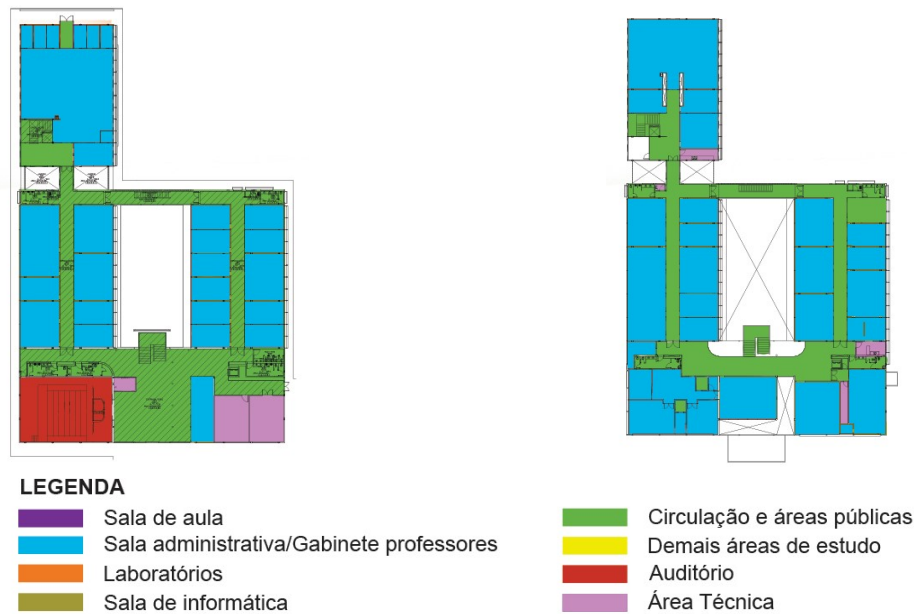 LEGENDA
Sala de aula
Sala administrativa/Gabinete professores
Laboratórios
Sala de informática
Circulação e áreas públicas
Demais áreas de estudo
Auditório
Área Técnica